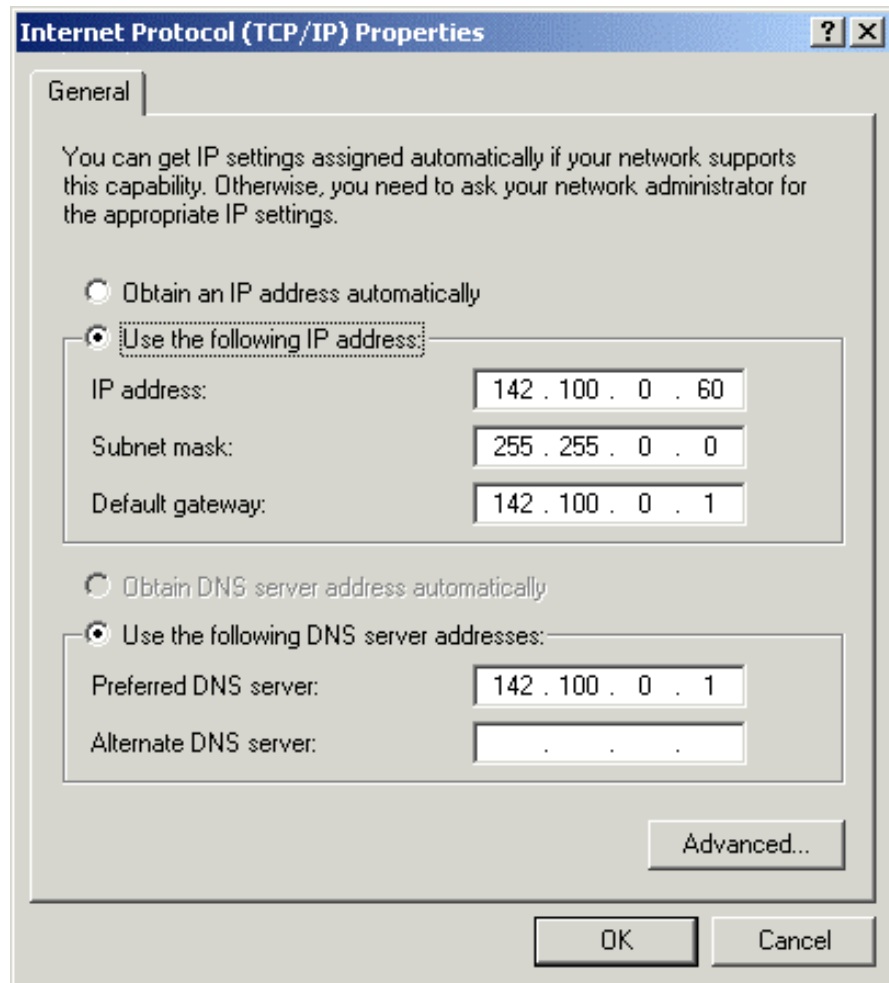 Internet Protocol (TCP/IP) Properties
General
You can get IP settings assigned automatically if your network supports
this capability. Otherwise, you need to ask your network administrator for
the appropriate IP settings.
Obtain an IP address automatically
Use the following IP address:
IP address: 142 . 100 . 0 . 60
Subnet mask: 255 . 255 . 0 . 0
Default gateway: 142 . 100 . 0 . 1
Obtain DNS server address automatically
Use the following DNS server addresses:
Preferred DNS server: 142 . 100 . 0 . 1
Alternate DNS server: . . .
Advanced...
OK Cancel